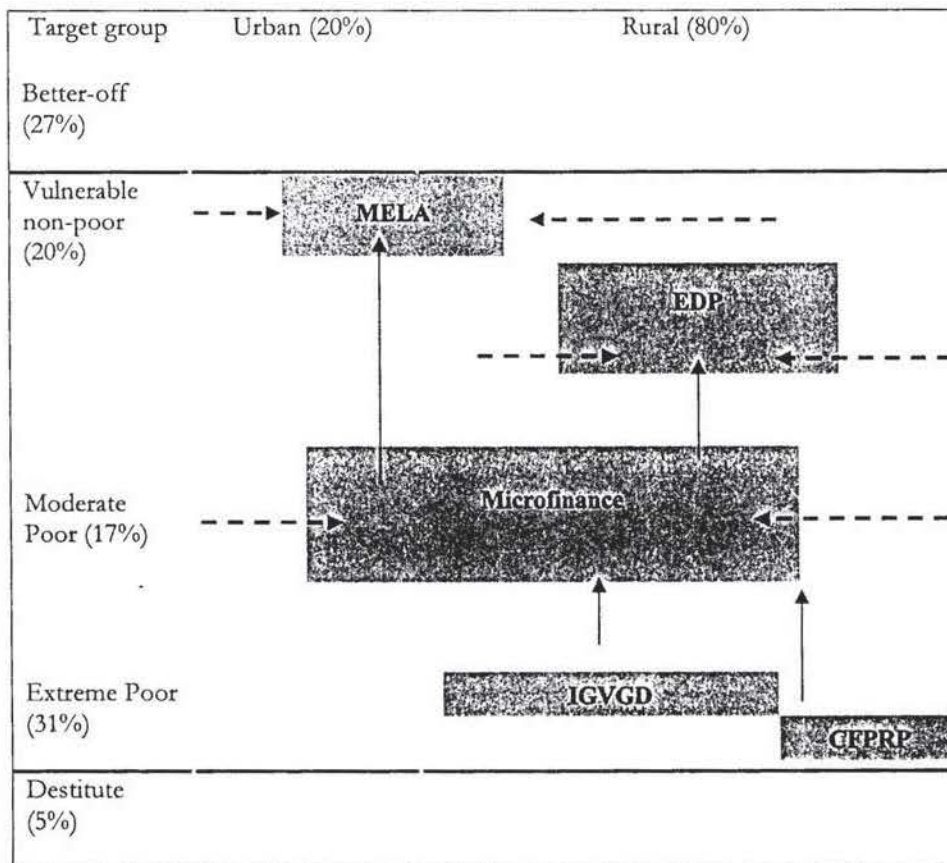 Target group Urban (20%) Rural (80%)
Better-off
(27%)
Vulnerable
non-poor
(20%)
MELA
EDP
Microfinance
Moderate
Poor (17%)
IGVGD
Extreme Poor
(31%)
CFPRP
Destitute
(5%)